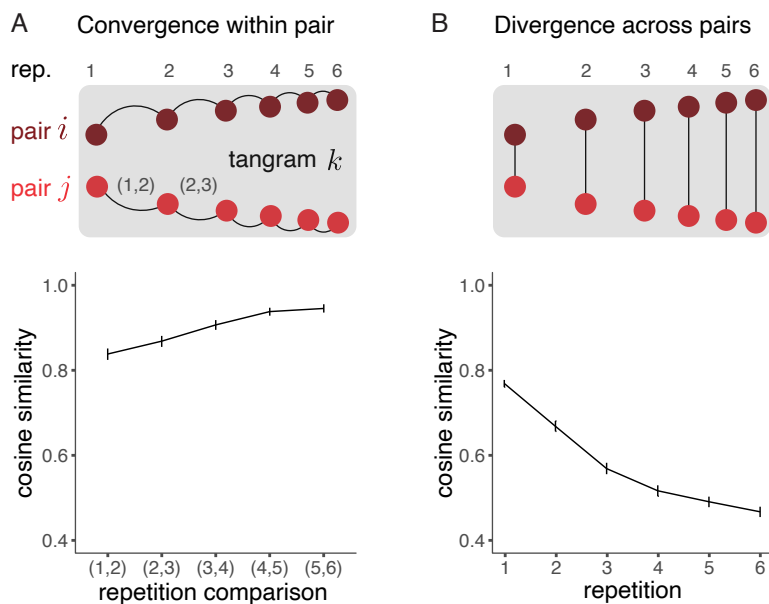 A Convergence within pair
rep. 1 2 3 4 5 6
pair i
tangram k
pair j (1,2) (2,3)
1.0
0.8
0.6
0.4
cosine similarity
(1,2) (2,3) (3,4) (4,5) (5,6)
repetition comparison
B Divergence across pairs
1 2 3 4 5 6
1.0
0.8
0.6
0.4
cosine similarity
1 2 3 4 5 6
repetition